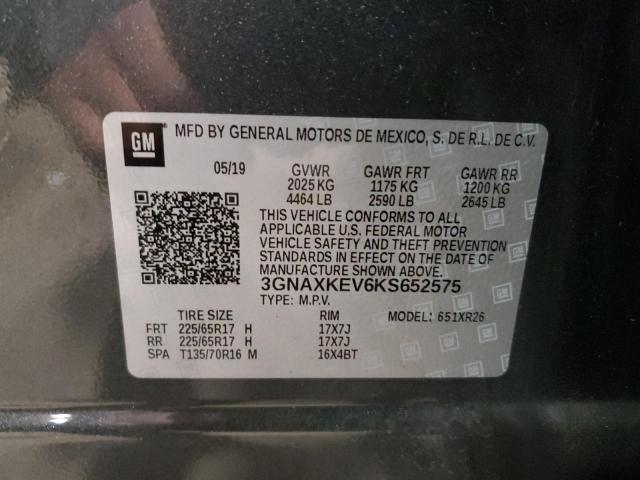 GM MFD BY GENERAL MOTORS DE MEXICO, S. DE R.L. DE C.V.
05/19 GVWR GAWR FRT GAWR RR
2025 KG 1175 KG 1200 KG
4464 LB 2590 LB 2645 LB
THIS VEHICLE CONFORMS TO ALL
APPLICABLE U.S. FEDERAL MOTOR
VEHICLE SAFETY AND THEFT PREVENTION
STANDARDS IN EFFECT ON THE DATE OF
MANUFACTURE SHOWN ABOVE.
3GNAXKEV6KS652575
TYPE: M.P.V.
TIRE SIZE RIM MODEL: 651XR26
FRT 225/65R17 H 17X7J
RR 225/65R17 H 17X7J
SPA T135/70R16 M 16X4BT